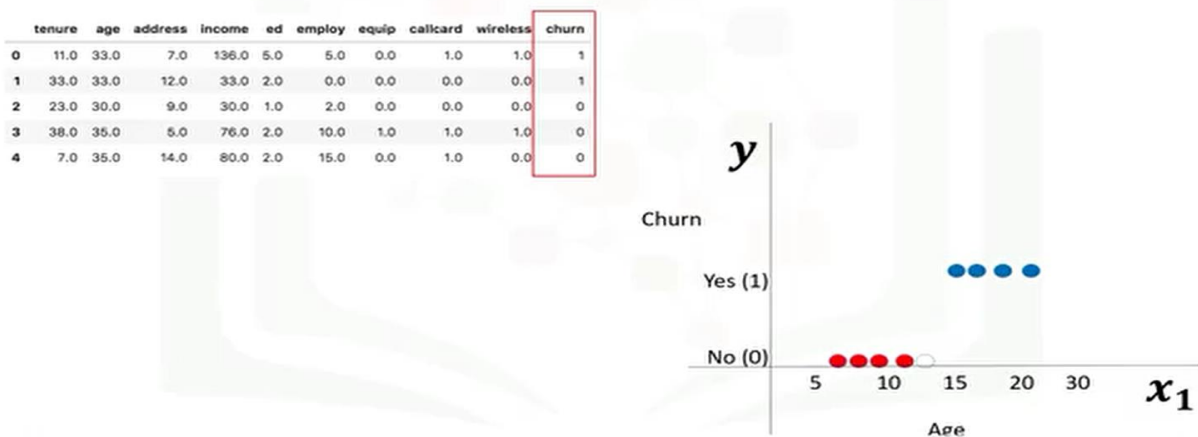 tenure age address income ed employ equip callcard wireless churn
0 11.0 33.0 7.0 136.0 5.0 5.0 0.0 1.0 1.0 1
1 33.0 33.0 12.0 33.0 2.0 0.0 0.0 0.0 0.0 1
2 23.0 30.0 9.0 30.0 1.0 2.0 0.0 0.0 0.0 0
3 38.0 35.0 5.0 76.0 2.0 10.0 1.0 1.0 1.0 0
4 7.0 35.0 14.0 80.0 2.0 15.0 0.0 1.0 0.0 0
y
Churn
Yes (1)
No (0)
5 10 15 20 30
x₁
Age